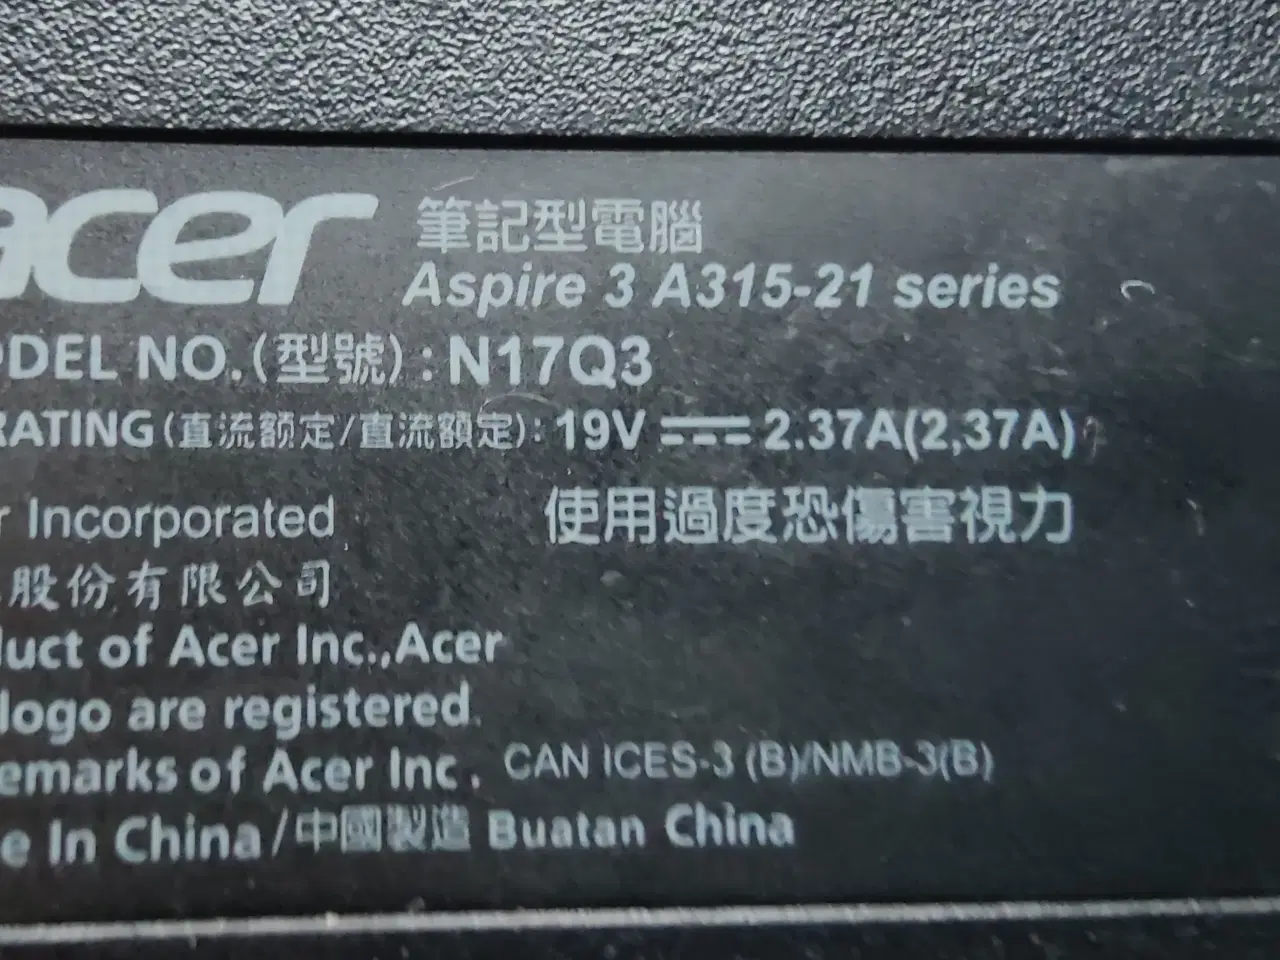 acer 筆記型電腦
Aspire 3 A315-21 series
ODEL NO.(型號) : N17Q3
RATING(直流额定/直流額定): 19V ⎓ 2.37A(2,37A)
r Incorporated 使用過度恐傷害視力
股份有限公司
duct of Acer Inc.,Acer
logo are registered.
emarks of Acer Inc. CAN ICES-3 (B)/NMB-3(B)
e In China/中國製造 Buatan China